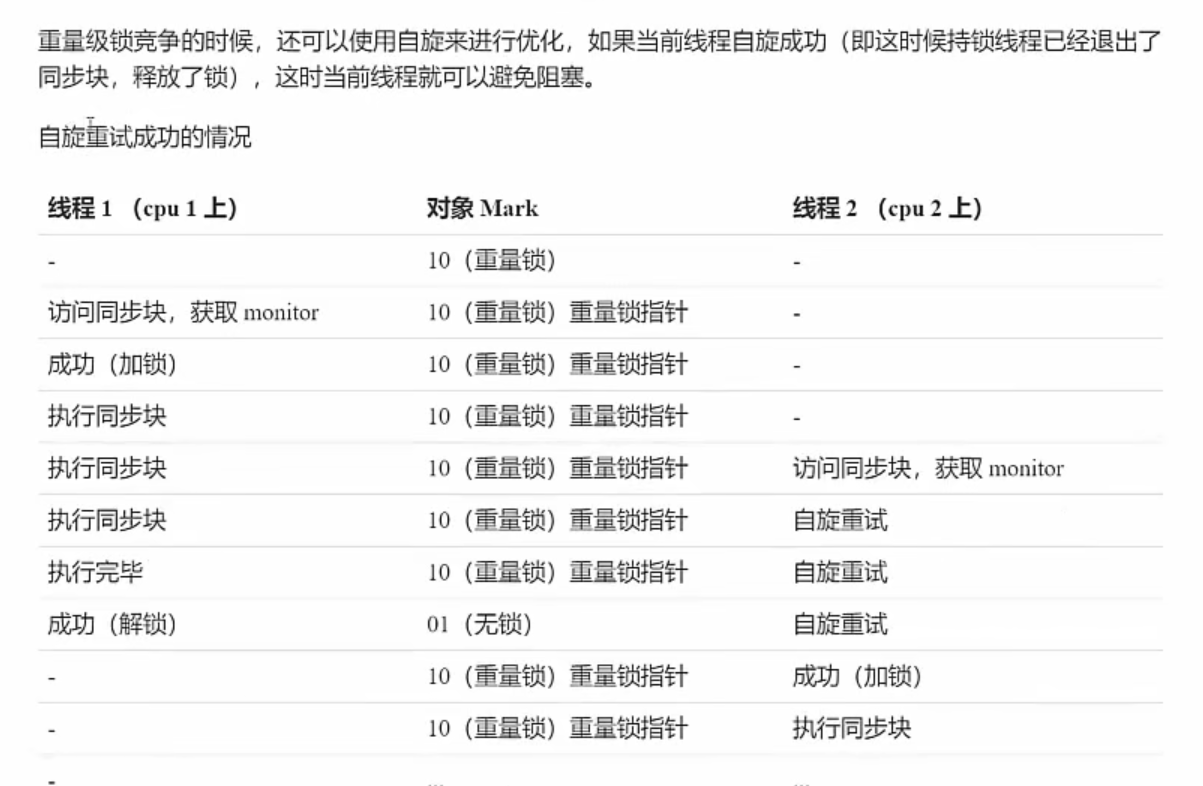 重量级锁竞争的时候，还可以使用自旋来进行优化，如果当前线程自旋成功（即这时候持锁线程已经退出了
同步块，释放了锁），这时当前线程就可以避免阻塞。
自旋重试成功的情况
线程 1 （cpu 1 上） 对象 Mark 线程 2 （cpu 2 上）
- 10（重量锁） -
访问同步块，获取 monitor 10（重量锁）重量锁指针 -
成功（加锁） 10（重量锁）重量锁指针 -
执行同步块 10（重量锁）重量锁指针 -
执行同步块 10（重量锁）重量锁指针 访问同步块，获取 monitor
执行同步块 10（重量锁）重量锁指针 自旋重试
执行完毕 10（重量锁）重量锁指针 自旋重试
成功（解锁） 01（无锁） 自旋重试
- 10（重量锁）重量锁指针 成功（加锁）
- 10（重量锁）重量锁指针 执行同步块
- ... ...